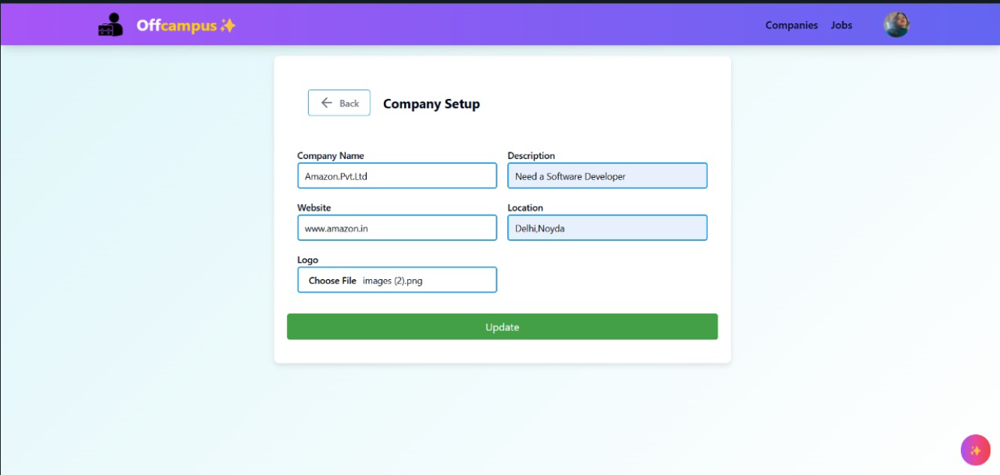 Offcampus✨ Companies Jobs
← Back Company Setup
Company Name Description
Amazon.Pvt.Ltd Need a Software Developer
Website Location
www.amazon.in Delhi,Noyda
Logo
Choose File images (2).png
Update